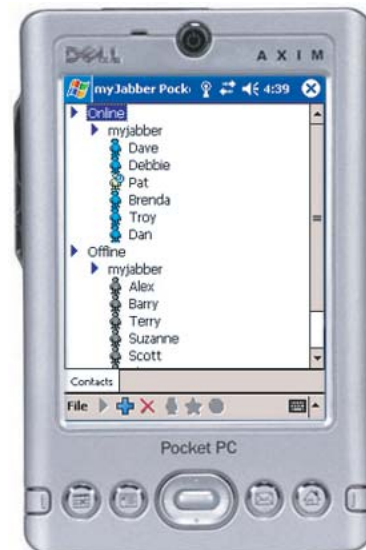 DELL AXIM
myJabber Pock 4:39
Online
myjabber
Dave
Debbie
Pat
Brenda
Troy
Dan
Offline
myjabber
Alex
Barry
Terry
Suzanne
Scott
Contacts
File
Pocket PC